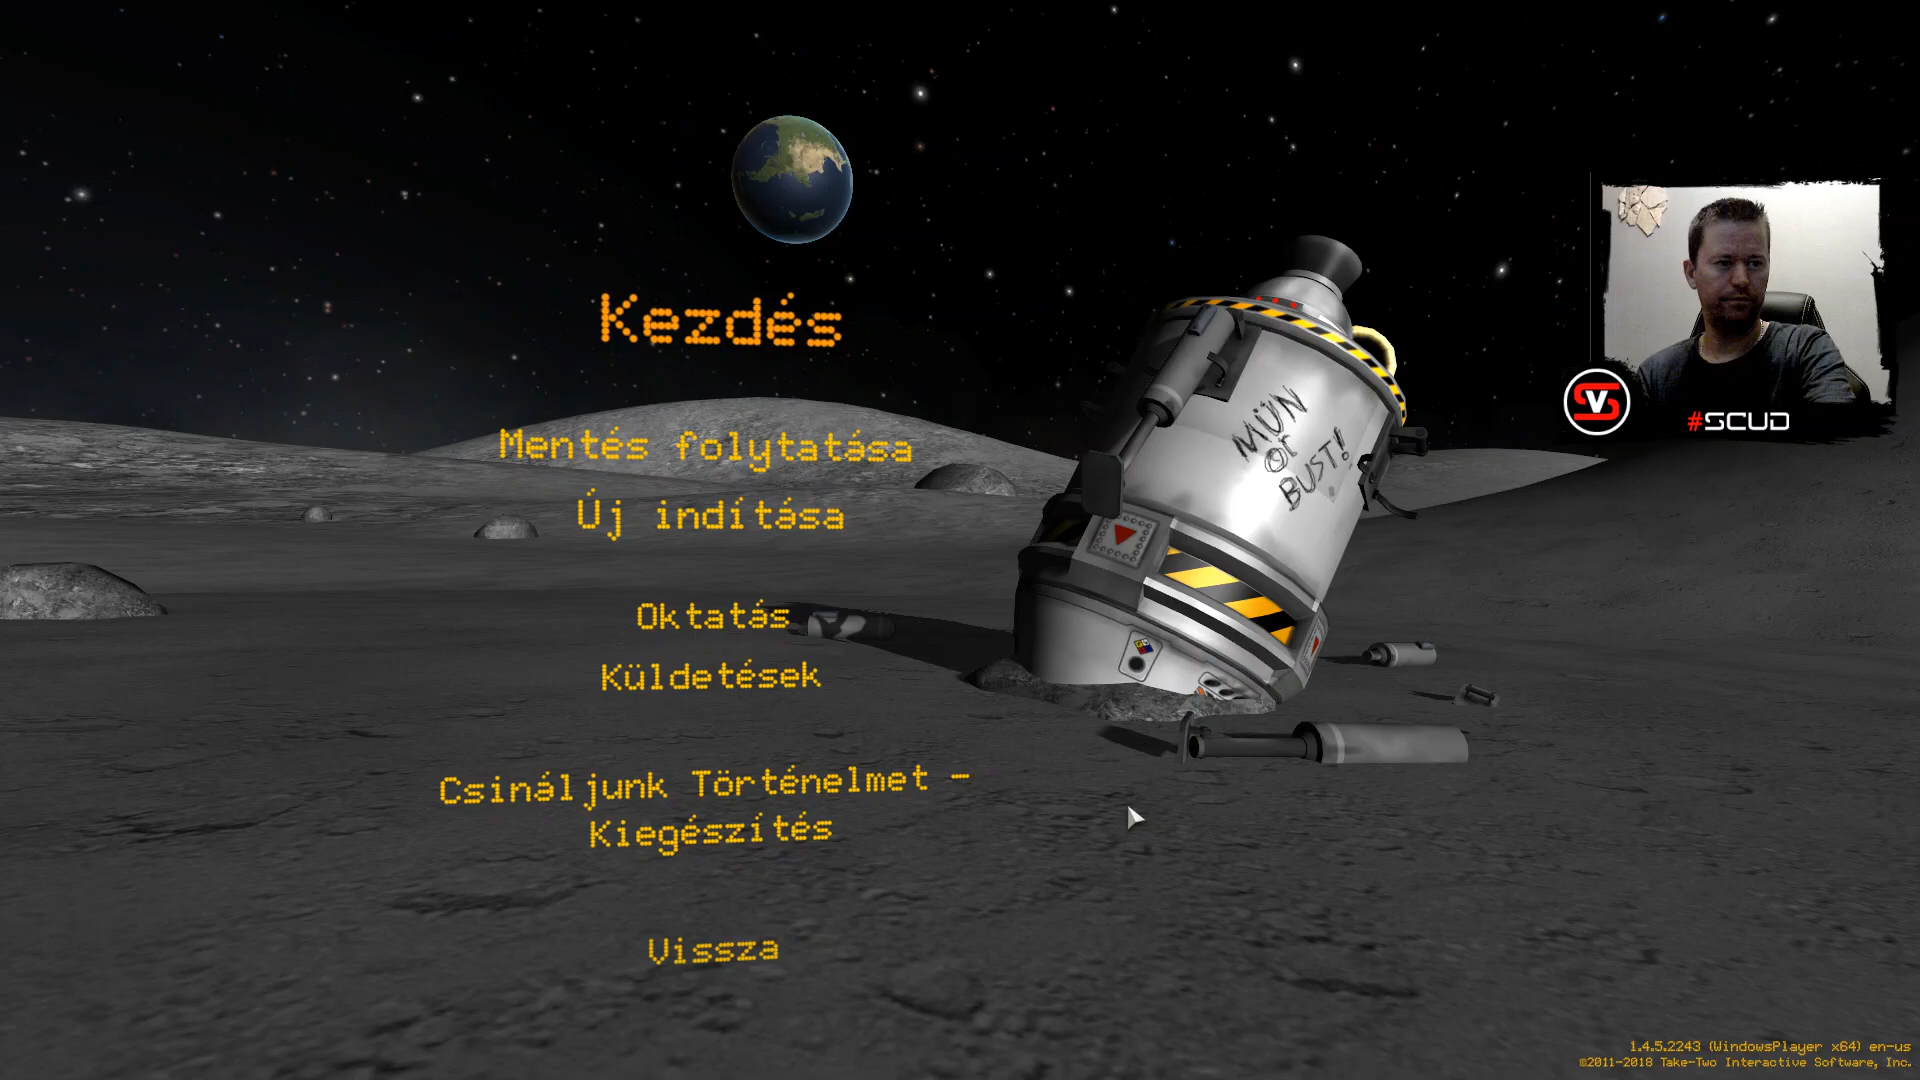 Kezdés
Mentés folytatása
Új indítása
Oktatás
Küldetések
Csináljunk Történelmet -
Kiegészítés
Vissza
MÜN
or
BUST!
#SCUD
1.4.5.2243 (WindowsPlayer x64) en-us
©2011-2018 Take-Two Interactive Software, Inc.